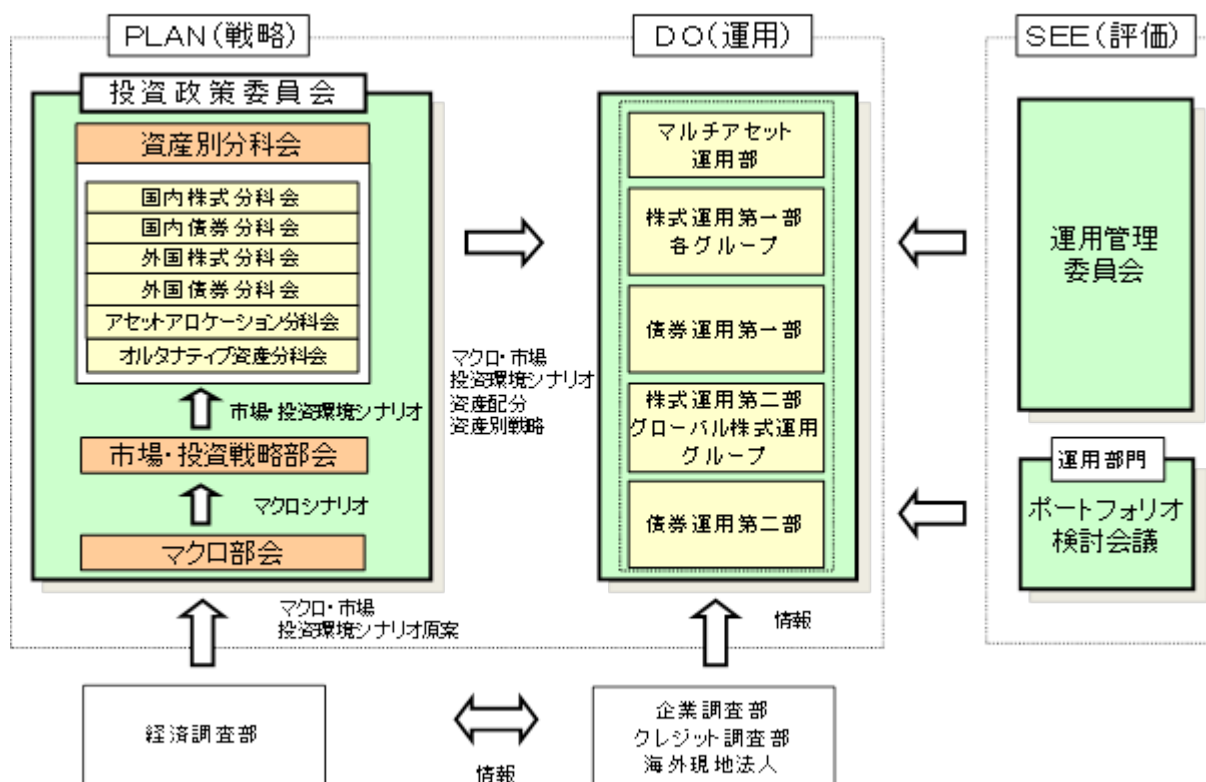 PLAN(戦略)
投資政策委員会
資産別分科会
国内株式分科会
国内債券分科会
外国株式分科会
外国債券分科会
アセットアロケーション分科会
オルタナティブ資産分科会
市場・投資環境シナリオ
市場・投資戦略部会
マクロシナリオ
マクロ部会
マクロ・市場
投資環境シナリオ原案
経済調査部
マクロ・市場
投資環境シナリオ
資産配分
資産別戦略
DO(運用)
マルチアセット
運用部
株式運用第一部
各グループ
債券運用第一部
株式運用第二部
グローバル株式運用
グループ
債券運用第二部
情報
企業調査部
クレジット調査部
海外現地法人
情報
SEE(評価)
運用管理
委員会
運用部門
ポートフォリオ
検討会議